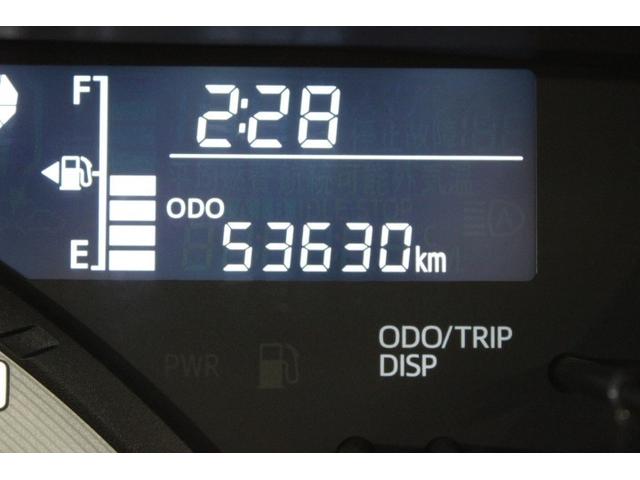 F
2:28
ODO
E
53630km
ODO/TRIP
DISP
PWR